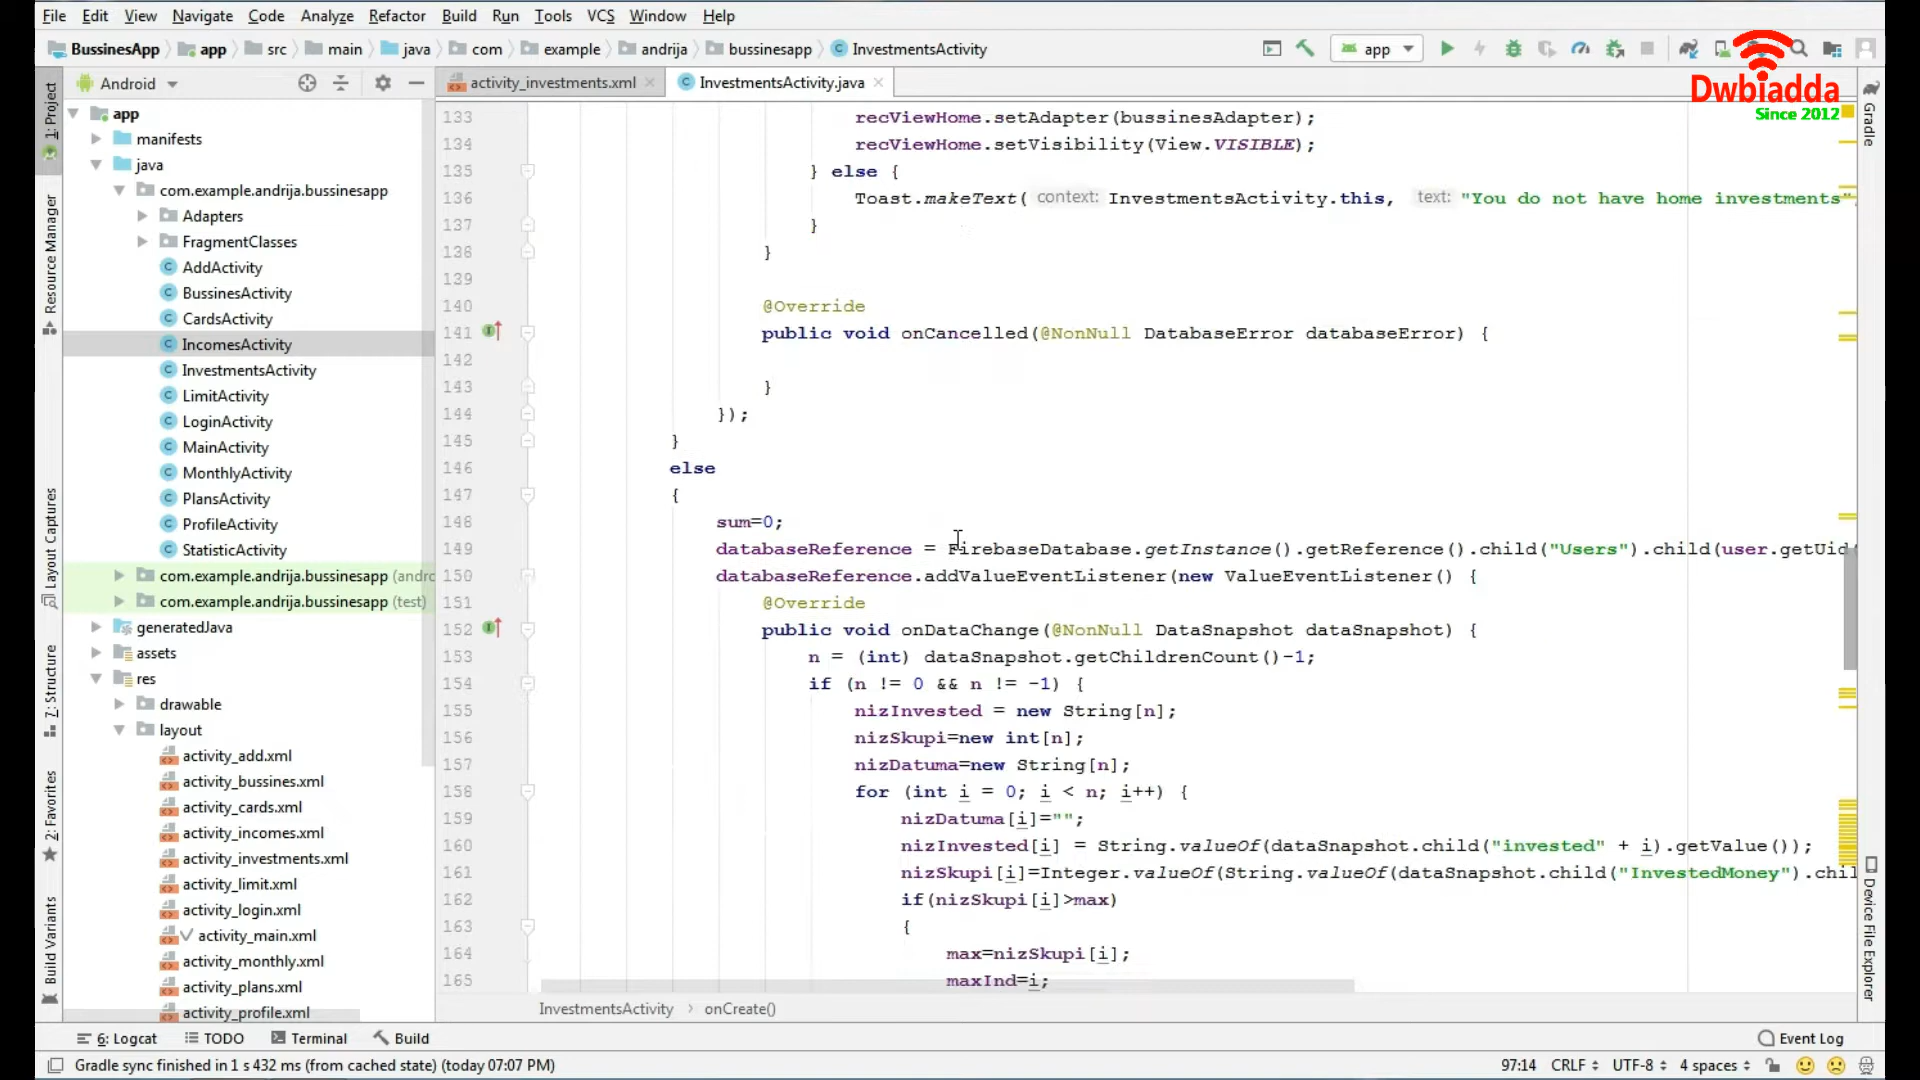 File Edit View Navigate Code Analyze Refactor Build Run Tools VCS Window Help
BussinesApp app src main java com example andrija bussinesapp InvestmentsActivity app
Dwbiadda
Since 2012
Android
activity_investments.xml InvestmentsActivity.java
1: Project
Resource Manager
Layout Captures
7: Structure
2: Favorites
Build Variants
Gradle
Device File Explorer
app
manifests
java
com.example.andrija.bussinesapp
Adapters
FragmentClasses
AddActivity
BussinesActivity
CardsActivity
IncomesActivity
InvestmentsActivity
LimitActivity
LoginActivity
MainActivity
MonthlyActivity
PlansActivity
ProfileActivity
StatisticActivity
com.example.andrija.bussinesapp (andro
com.example.andrija.bussinesapp (test)
generatedJava
assets
res
drawable
layout
activity_add.xml
activity_bussines.xml
activity_cards.xml
activity_incomes.xml
activity_investments.xml
activity_limit.xml
activity_login.xml
activity_main.xml
activity_monthly.xml
activity_plans.xml
activity_profile.xml
133 recViewHome.setAdapter(bussinesAdapter);
134 recViewHome.setVisibility(View.VISIBLE);
135 } else {
136 Toast.makeText( context: InvestmentsActivity.this, text: "You do not have home investments"
137 }
138 }
139
140 @Override
141 public void onCancelled(@NonNull DatabaseError databaseError) {
142
143 }
144 });
145 }
146 else
147 {
148 sum=0;
149 databaseReference = FirebaseDatabase.getInstance().getReference().child("Users").child(user.getUid(
150 databaseReference.addValueEventListener(new ValueEventListener() {
151 @Override
152 public void onDataChange(@NonNull DataSnapshot dataSnapshot) {
153 n = (int) dataSnapshot.getChildrenCount()-1;
154 if (n != 0 && n != -1) {
155 nizInvested = new String[n];
156 nizSkupi=new int[n];
157 nizDatuma=new String[n];
158 for (int i = 0; i < n; i++) {
159 nizDatuma[i]="";
160 nizInvested[i] = String.valueOf(dataSnapshot.child("invested" + i).getValue());
161 nizSkupi[i]=Integer.valueOf(String.valueOf(dataSnapshot.child("InvestedMoney").chil
162 if(nizSkupi[i]>max)
163 {
164 max=nizSkupi[i];
165 maxInd=i;
InvestmentsActivity › onCreate()
6: Logcat TODO Terminal Build Event Log
Gradle sync finished in 1 s 432 ms (from cached state) (today 07:07 PM) 97:14 CRLF UTF-8 4 spaces